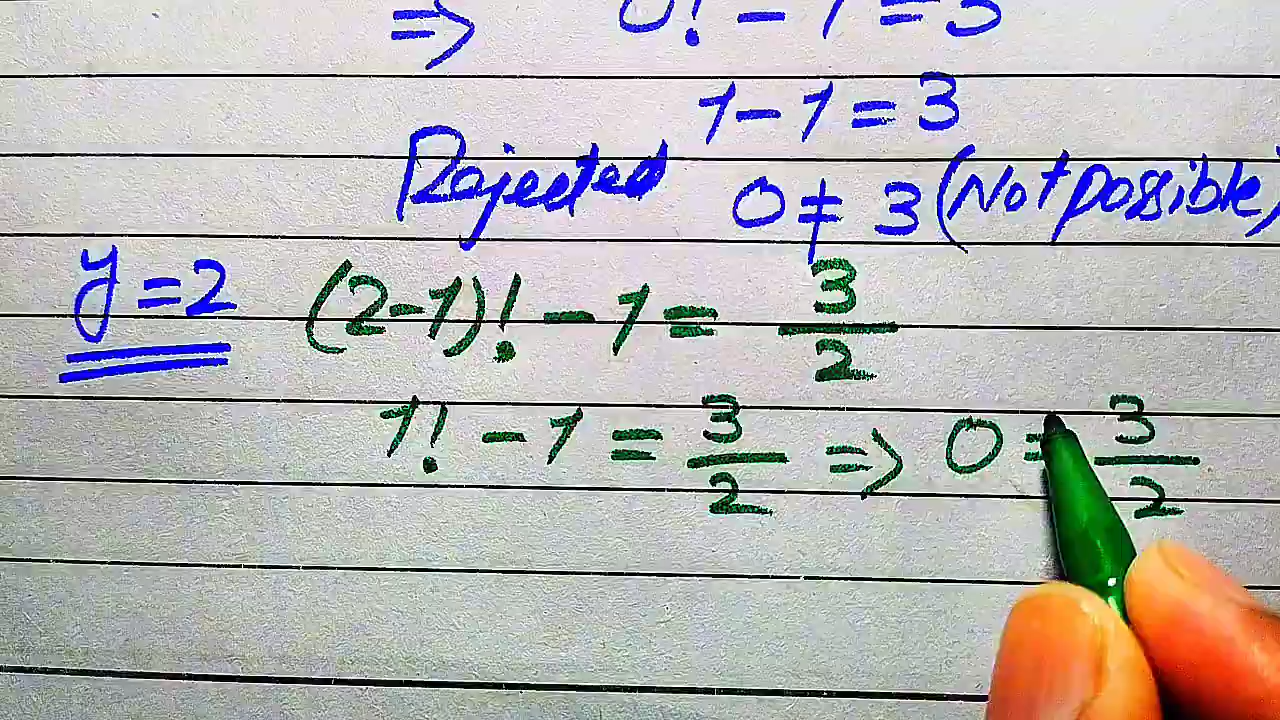 => 0! - 1 = 3
1 - 1 = 3
Rejected 0 ≠ 3 (Not possible)
y = 2 (2-1)! - 1 = 3/2
1! - 1 = 3/2 => 0 = 3/2